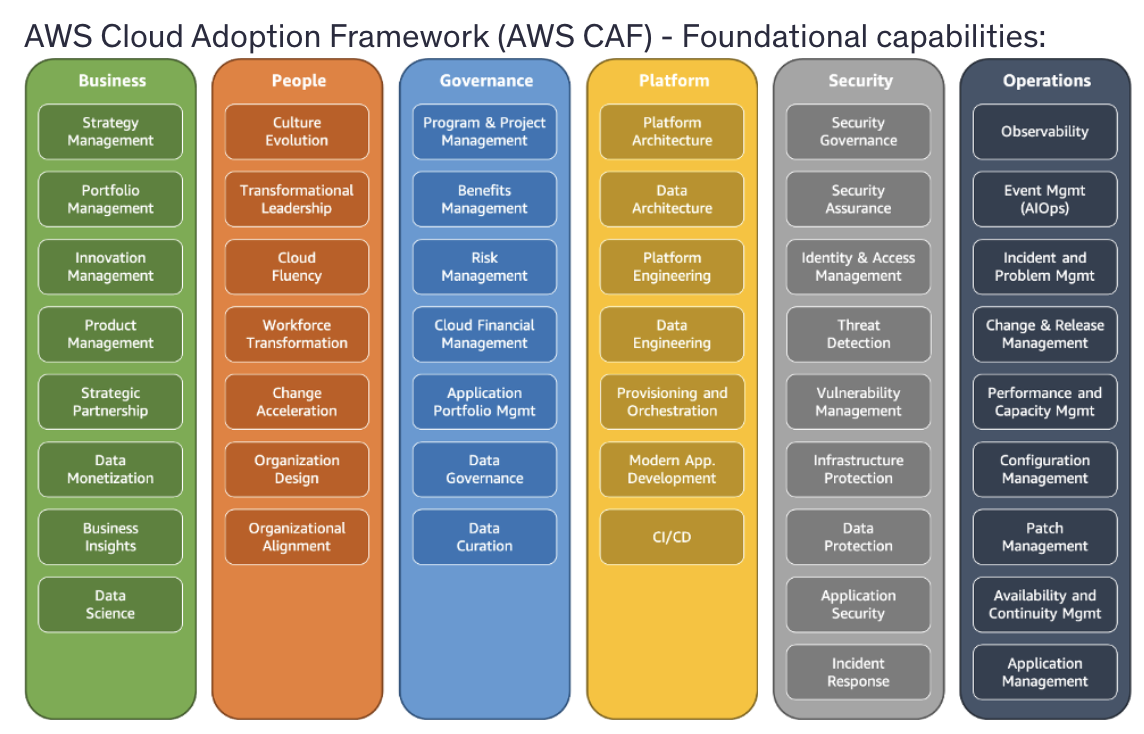 AWS Cloud Adoption Framework (AWS CAF) - Foundational capabilities:
Business
Strategy
Management
Portfolio
Management
Innovation
Management
Product
Management
Strategic
Partnership
Data
Monetization
Business
Insights
Data
Science
People
Culture
Evolution
Transformational
Leadership
Cloud
Fluency
Workforce
Transformation
Change
Acceleration
Organization
Design
Organizational
Alignment
Governance
Program & Project
Management
Benefits
Management
Risk
Management
Cloud Financial
Management
Application
Portfolio Mgmt
Data
Governance
Data
Curation
Platform
Platform
Architecture
Data
Architecture
Platform
Engineering
Data
Engineering
Provisioning and
Orchestration
Modern App.
Development
CI/CD
Security
Security
Governance
Security
Assurance
Identity & Access
Management
Threat
Detection
Vulnerability
Management
Infrastructure
Protection
Data
Protection
Application
Security
Incident
Response
Operations
Observability
Event Mgmt
(AIOps)
Incident and
Problem Mgmt
Change & Release
Management
Performance and
Capacity Mgmt
Configuration
Management
Patch
Management
Availability and
Continuity Mgmt
Application
Management